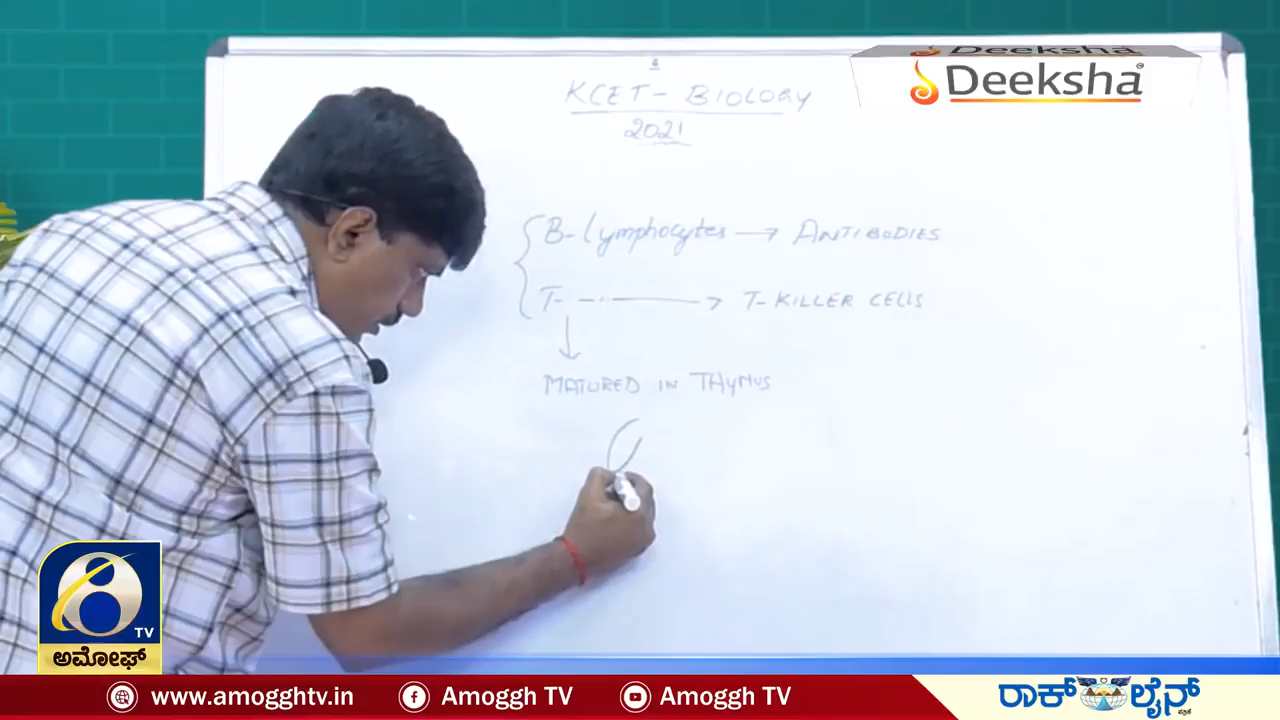 Deeksha
Deeksha
KCET - BIOLOGY
2021
B- Lymphocytes → ANTIBODIES
T- -"- → T- KILLER CELLS
MATURED IN THYMUS
TV
ಅಮೋಘ್
www.amogghtv.in
Amoggh TV
Amoggh TV
ರಾಕ್ ಲೈನ್